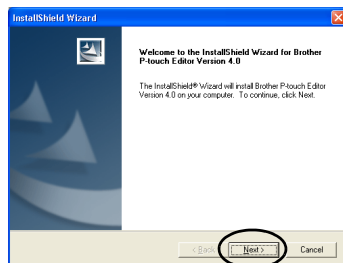 InstallShield Wizard
Welcome to the InstallShield Wizard for Brother
P-touch Editor Version 4.0
The InstallShield® Wizard will install Brother P-touch Editor
Version 4.0 on your computer. To continue, click Next.
< Back
Next >
Cancel